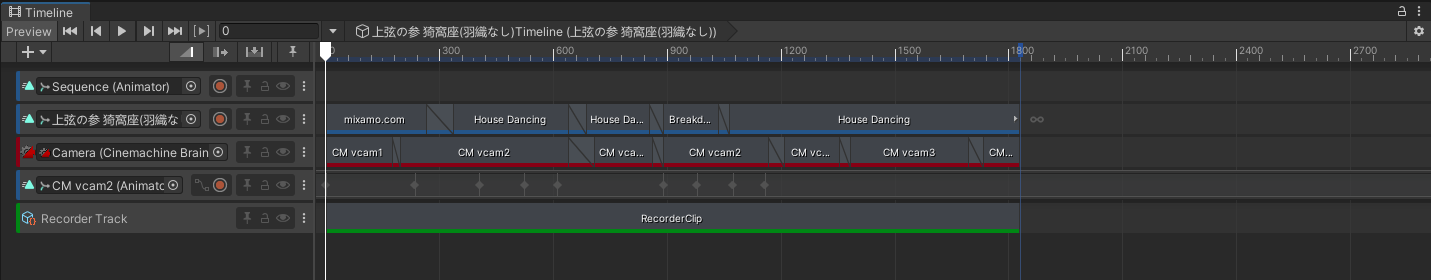 Timeline
Preview 0 上弦の参 猗窩座(羽織なし)Timeline (上弦の参 猗窩座(羽織なし))
0 300 600 900 1200 1500 1800 2100 2400 2700
Sequence (Animator)
上弦の参 猗窩座(羽織な mixamo.com House Dancing House Da... Breakd... House Dancing
Camera (Cinemachine Brain CM vcam1 CM vcam2 CM vca... CM vcam2 CM vc... CM vcam3 CM...
CM vcam2 (Animato
Recorder Track RecorderClip